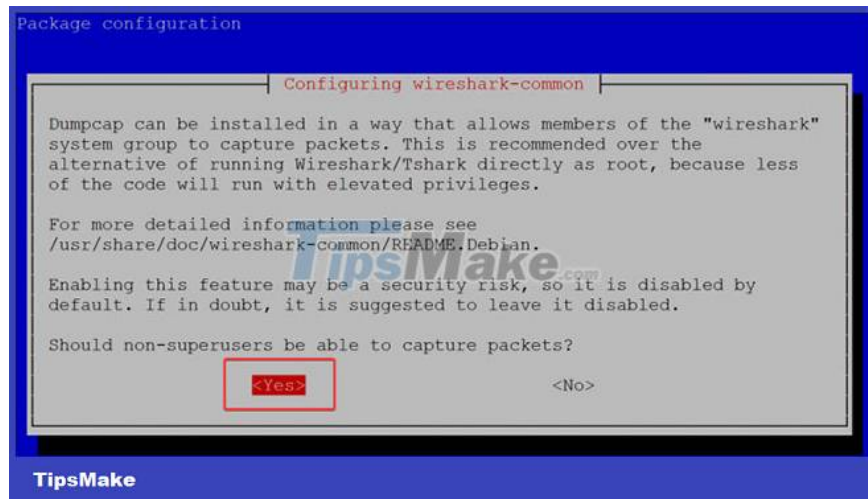 Package configuration
Configuring wireshark-common
Dumpcap can be installed in a way that allows members of the "wireshark"
system group to capture packets. This is recommended over the
alternative of running Wireshark/Tshark directly as root, because less
of the code will run with elevated privileges.
For more detailed information please see
/usr/share/doc/wireshark-common/README.Debian.
TipsMake.com
Enabling this feature may be a security risk, so it is disabled by
default. If in doubt, it is suggested to leave it disabled.
Should non-superusers be able to capture packets?
<Yes> <No>
TipsMake